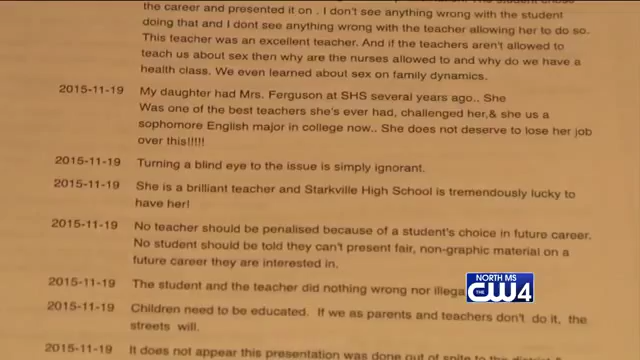 the career and presented it on . I don't see anything wrong with the student
doing that and I dont see anything wrong with the teacher allowing her to do so.
This teacher was an excellent teacher. And if the teachers aren't allowed to
teach us about sex then why are the nurses allowed to and why do we have a
health class. We even learned about sex on family dynamics.
2015-11-19 My daughter had Mrs. Ferguson at SHS several years ago.. She
Was one of the best teachers she's ever had, challenged her,& she us a
sophomore English major in college now.. She does not deserve to lose her job
over this!!!!!
2015-11-19 Turning a blind eye to the issue is simply ignorant.
2015-11-19 She is a brilliant teacher and Starkville High School is tremendously lucky to
have her!
2015-11-19 No teacher should be penalised because of a student's choice in future career.
No student should be told they can't present fair, non-graphic material on a
future career they are interested in.
2015-11-19 The student and the teacher did nothing wrong nor illega
NORTH MS
THE CW4
2015-11-19 Children need to be educated. If we as parents and teachers don't do it, the
streets will.
2015-11-19 It does not appear this presentation was done out of spite to the district